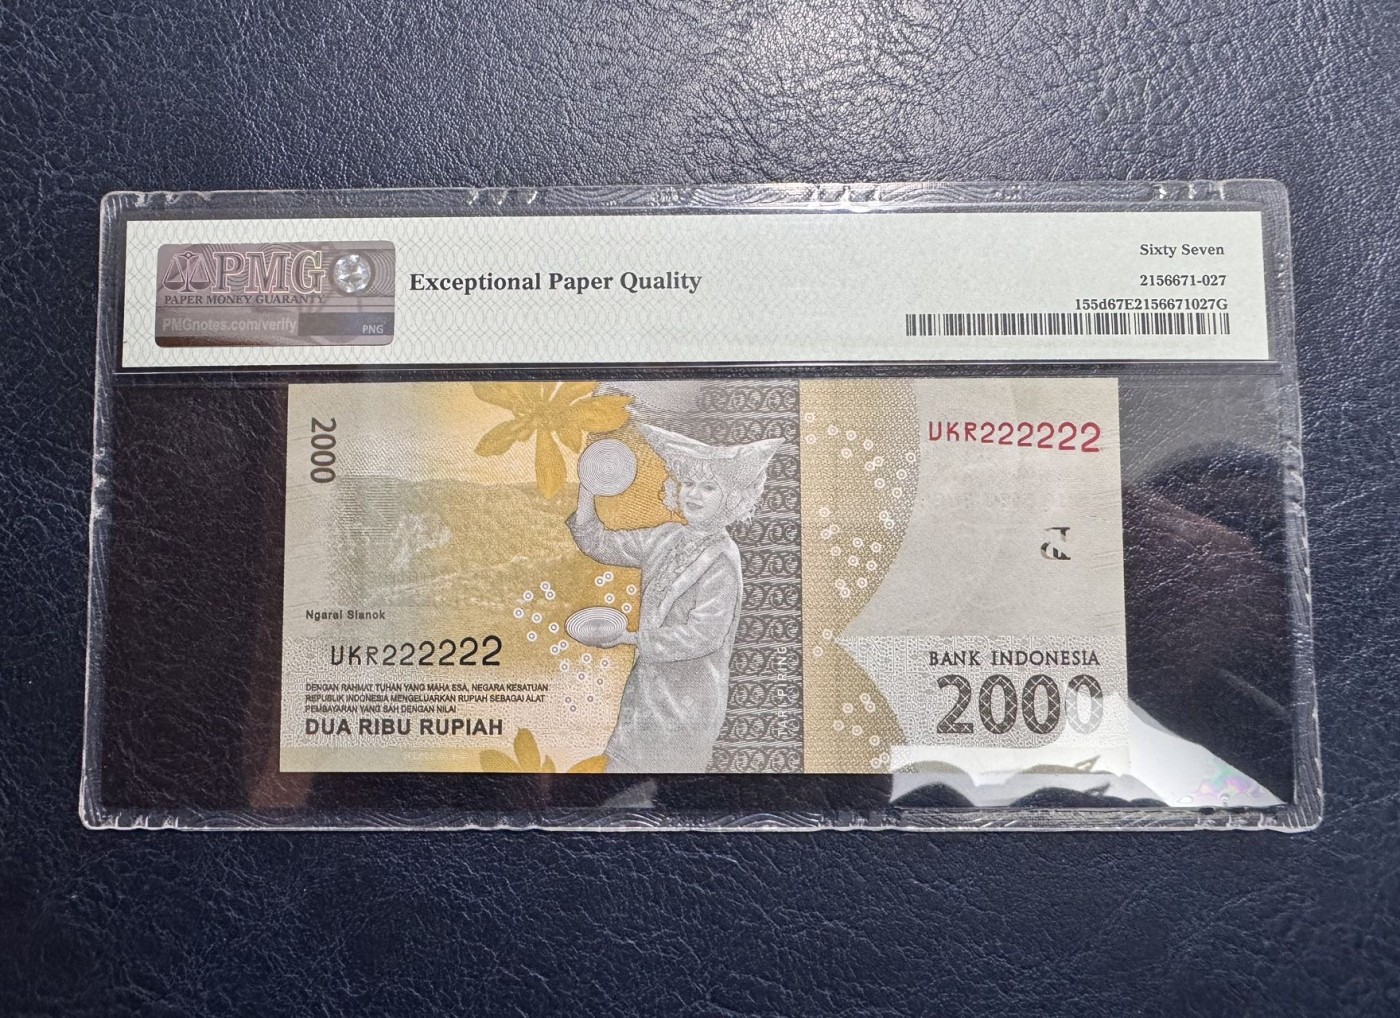 PMG
PAPER MONEY GUARANTY
PMGnotes.com/verify
PNG
Exceptional Paper Quality
Sixty Seven
2156671-027
155d67E2156671027G
2000
UKR222222
Ngarai Sianok
UKR222222
DENGAN RAHMAT TUHAN YANG MAHA ESA, NEGARA KESATUAN
REPUBLIK INDONESIA MENGELUARKAN RUPIAH SEBAGAI ALAT
PEMBAYARAN YANG SAH DENGAN NILAI
DUA RIBU RUPIAH
TARI PIRING
BANK INDONESIA
2000